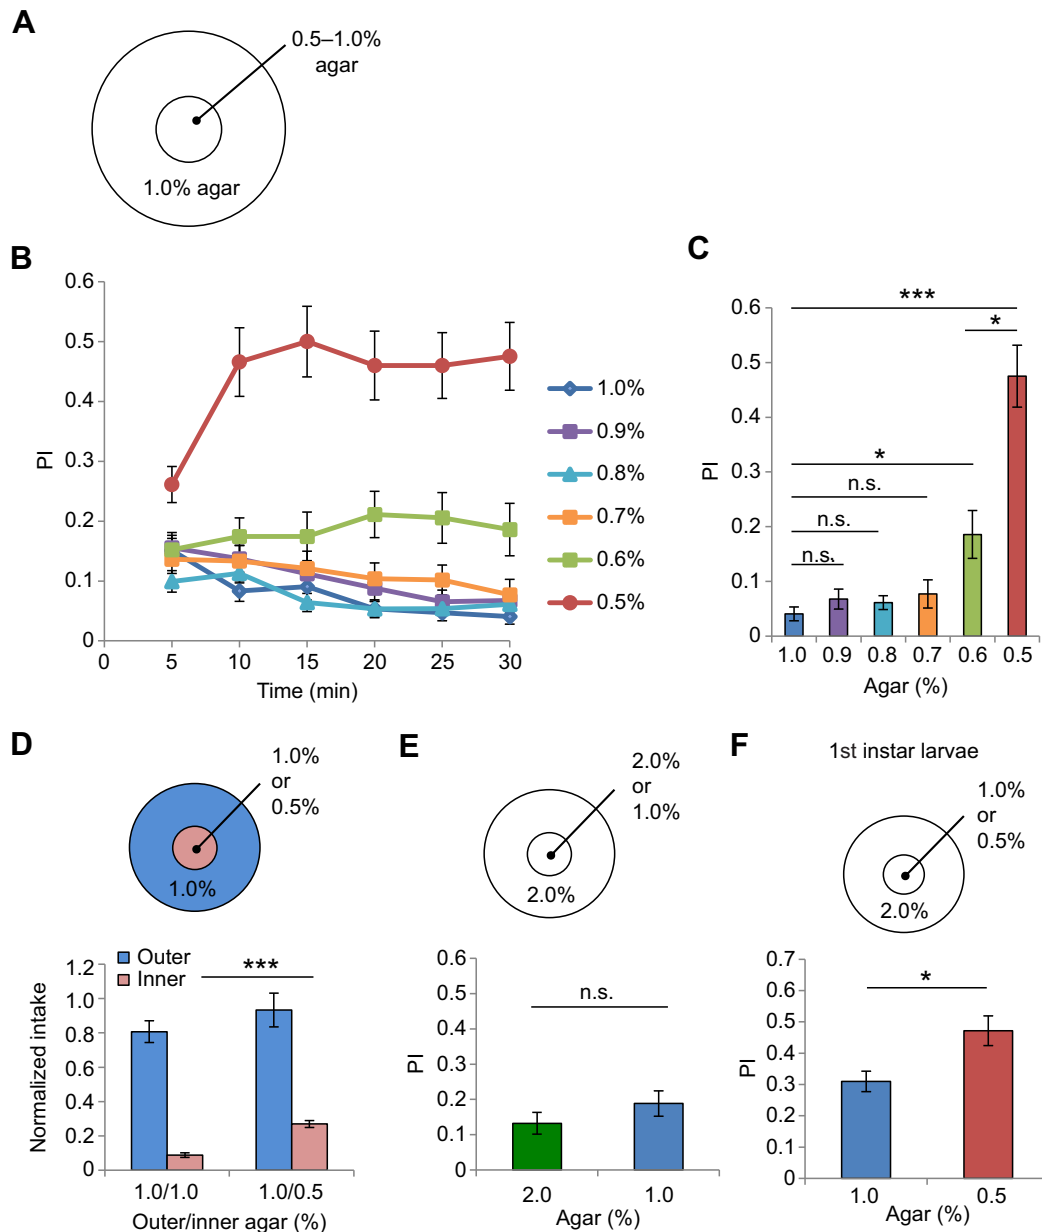 A
0.5–1.0%
agar
1.0% agar
B
PI
0.6
0.5
0.4
0.3
0.2
0.1
0
0
5
10
15
20
25
30
Time (min)
1.0%
0.9%
0.8%
0.7%
0.6%
0.5%
C
PI
0.6
0.5
0.4
0.3
0.2
0.1
0
***
*
*
n.s.
n.s.
n.s.
1.0
0.9
0.8
0.7
0.6
0.5
Agar (%)
D
1.0%
or
0.5%
1.0%
Outer
Inner
***
Normalized intake
1.2
1.0
0.8
0.6
0.4
0.2
0
1.0/1.0
1.0/0.5
Outer/inner agar (%)
E
2.0%
or
1.0%
2.0%
PI
0.6
0.5
0.4
0.3
0.2
0.1
0
n.s.
2.0
1.0
Agar (%)
F
1st instar larvae
1.0%
or
0.5%
2.0%
PI
0.7
0.6
0.5
0.4
0.3
0.2
0.1
0
*
1.0
0.5
Agar (%)